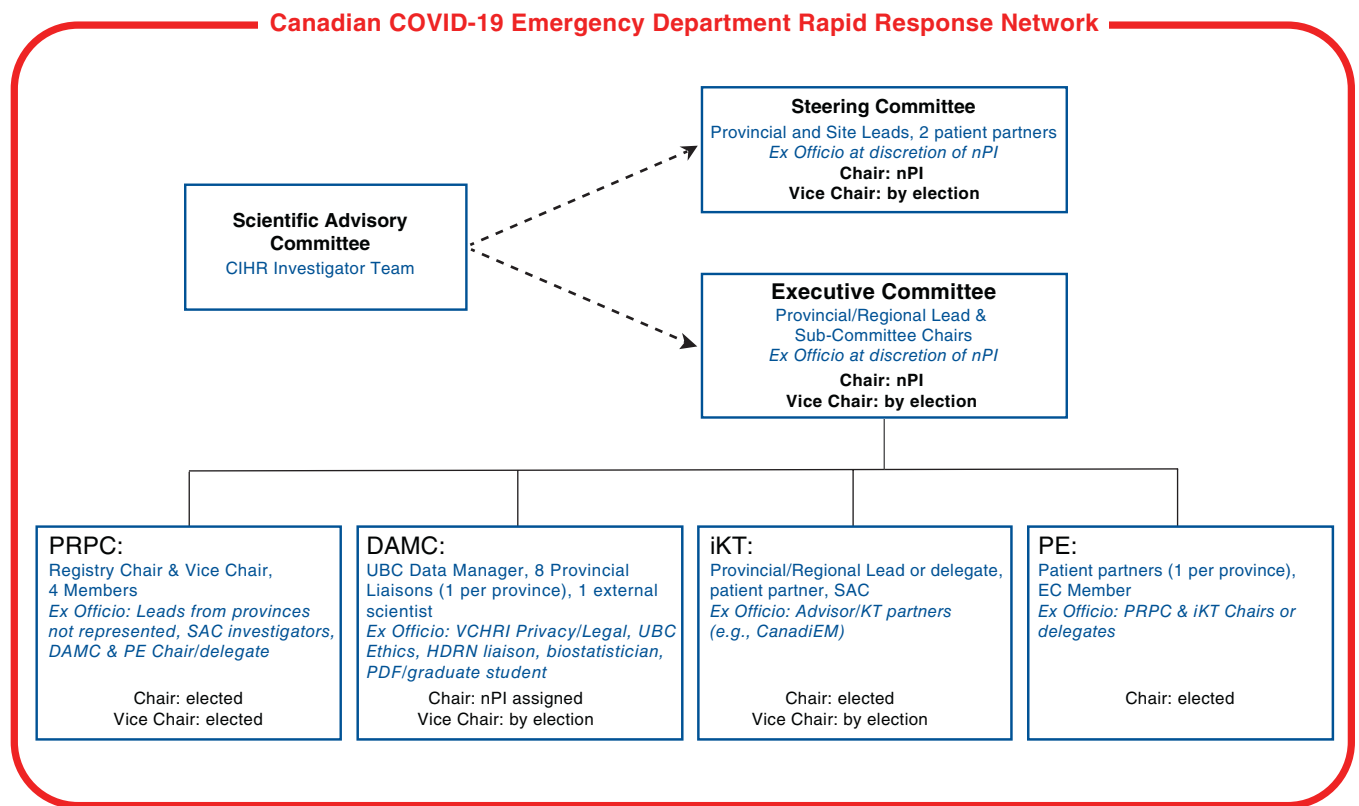 Canadian COVID-19 Emergency Department Rapid Response Network
Steering Committee
Provincial and Site Leads, 2 patient partners
Ex Officio at discretion of nPI
Chair: nPI
Vice Chair: by election
Scientific Advisory
Committee
CIHR Investigator Team
Executive Committee
Provincial/Regional Lead &
Sub-Committee Chairs
Ex Officio at discretion of nPI
Chair: nPI
Vice Chair: by election
PRPC:
Registry Chair & Vice Chair,
4 Members
Ex Officio: Leads from provinces
not represented, SAC investigators,
DAMC & PE Chair/delegate
Chair: elected
Vice Chair: elected
DAMC:
UBC Data Manager, 8 Provincial
Liaisons (1 per province), 1 external
scientist
Ex Officio: VCHRI Privacy/Legal, UBC
Ethics, HDRN liaison, biostatistician,
PDF/graduate student
Chair: nPI assigned
Vice Chair: by election
iKT:
Provincial/Regional Lead or delegate,
patient partner, SAC
Ex Officio: Advisor/KT partners
(e.g., CanadiEM)
Chair: elected
Vice Chair: by election
PE:
Patient partners (1 per province),
EC Member
Ex Officio: PRPC & iKT Chairs or
delegates
Chair: elected